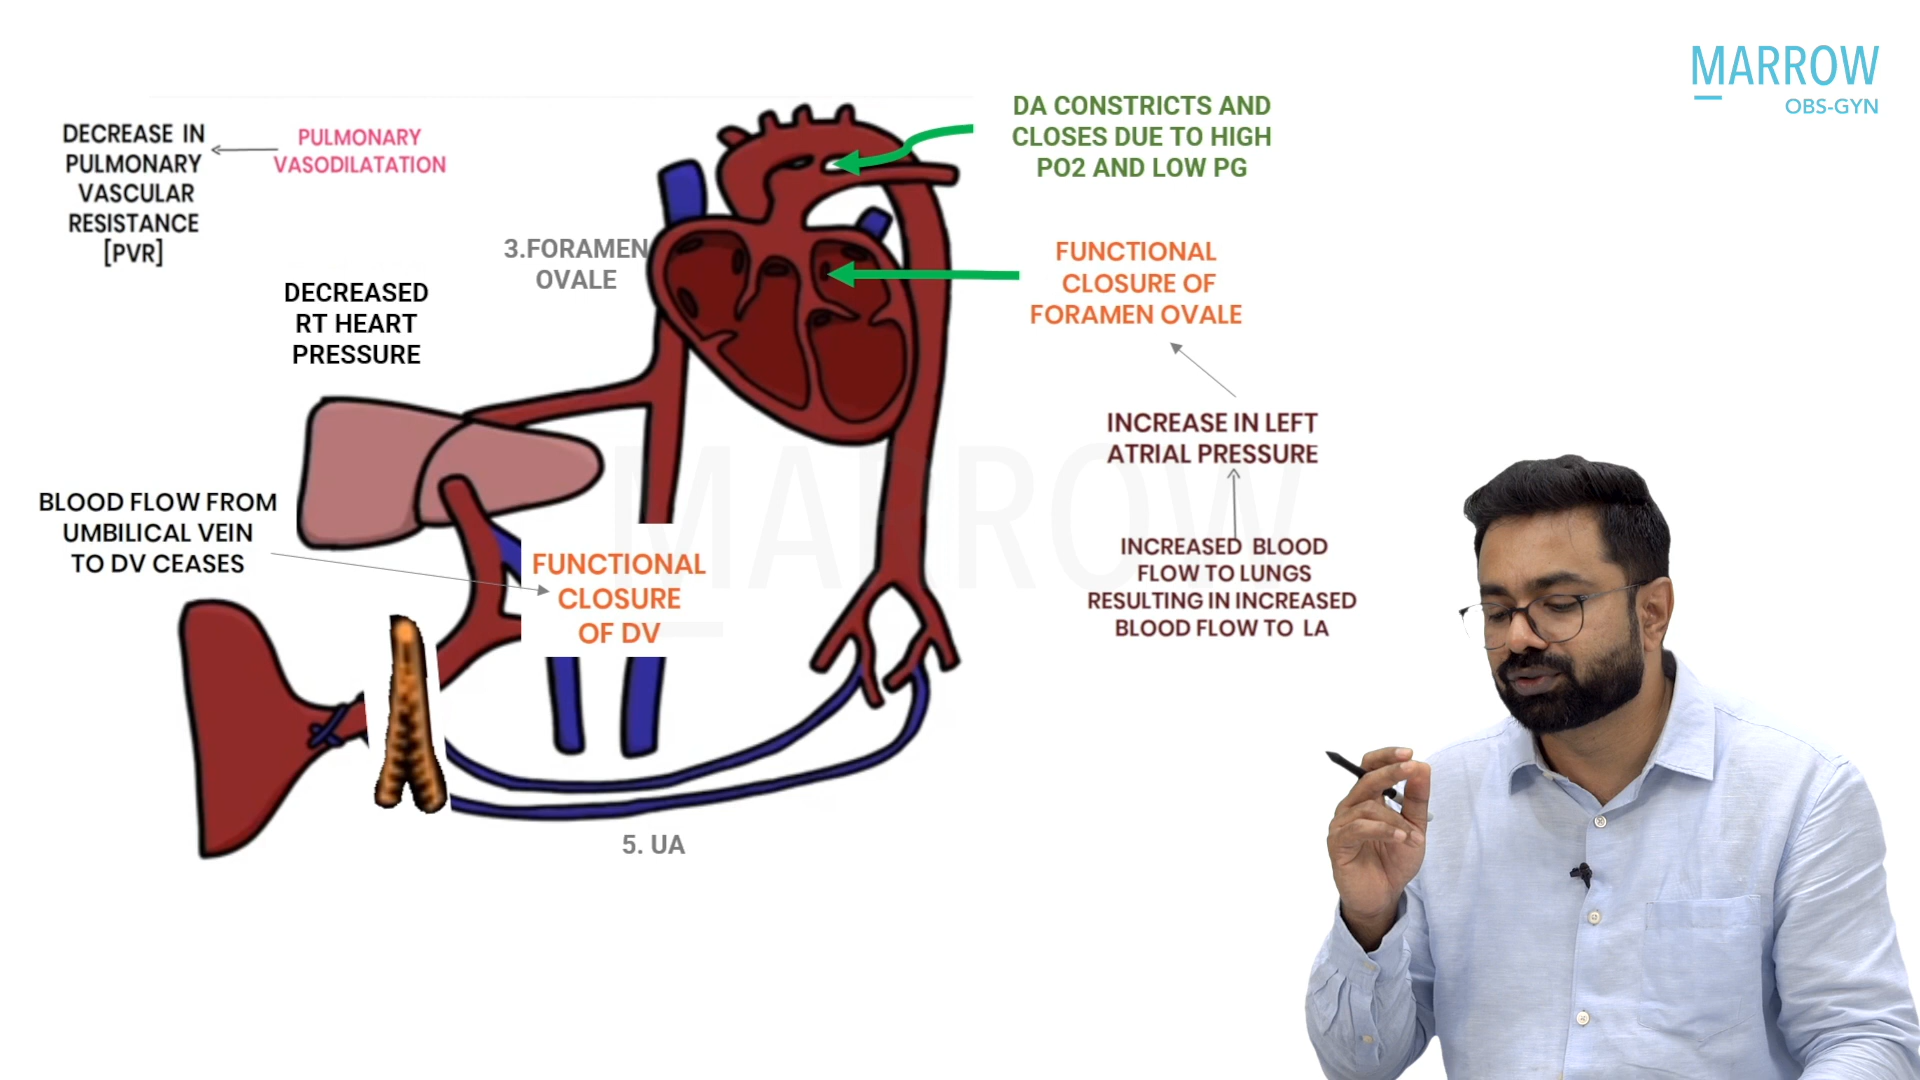 MARROW
OBS-GYN
DECREASE IN
PULMONARY
VASCULAR
RESISTANCE
[PVR]
PULMONARY
VASODILATATION
DA CONSTRICTS AND
CLOSES DUE TO HIGH
PO2 AND LOW PG
3.FORAMEN
OVALE
FUNCTIONAL
CLOSURE OF
FORAMEN OVALE
DECREASED
RT HEART
PRESSURE
INCREASE IN LEFT
ATRIAL PRESSURE
BLOOD FLOW FROM
UMBILICAL VEIN
TO DV CEASES
FUNCTIONAL
CLOSURE
OF DV
INCREASED BLOOD
FLOW TO LUNGS
RESULTING IN INCREASED
BLOOD FLOW TO LA
5. UA
MARROW